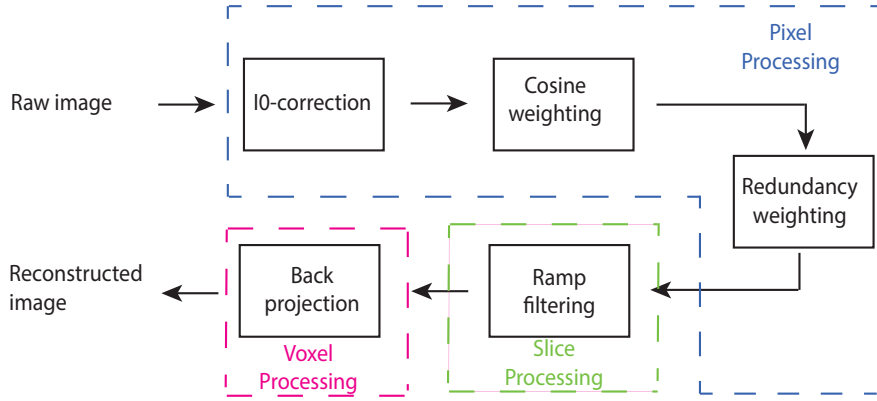 Raw image
I0-correction
Cosine
weighting
Pixel
Processing
Redundancy
weighting
Reconstructed
image
Back
projection
Voxel
Processing
Ramp
filtering
Slice
Processing